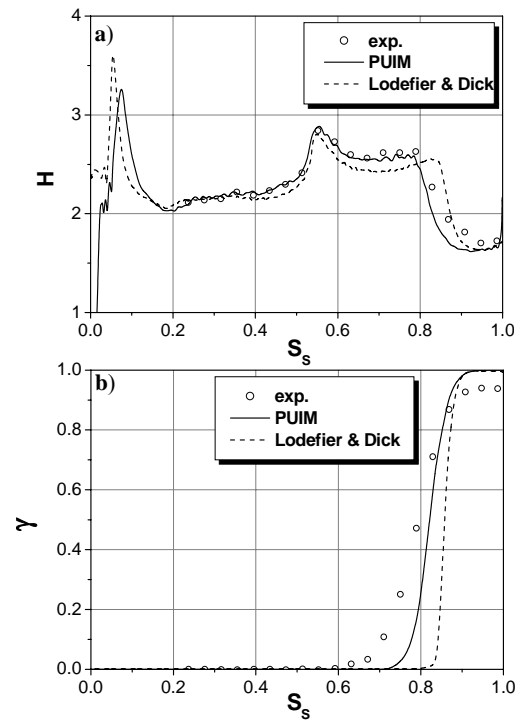 a)
exp.
PUIM
Lodefier & Dick
H
4
3
2
1
0.0 0.2 0.4 0.6 0.8 1.0
S_S
b)
exp.
PUIM
Lodefier & Dick
γ
1.0
0.8
0.6
0.4
0.2
0.0
0.0 0.2 0.4 0.6 0.8 1.0
S_S